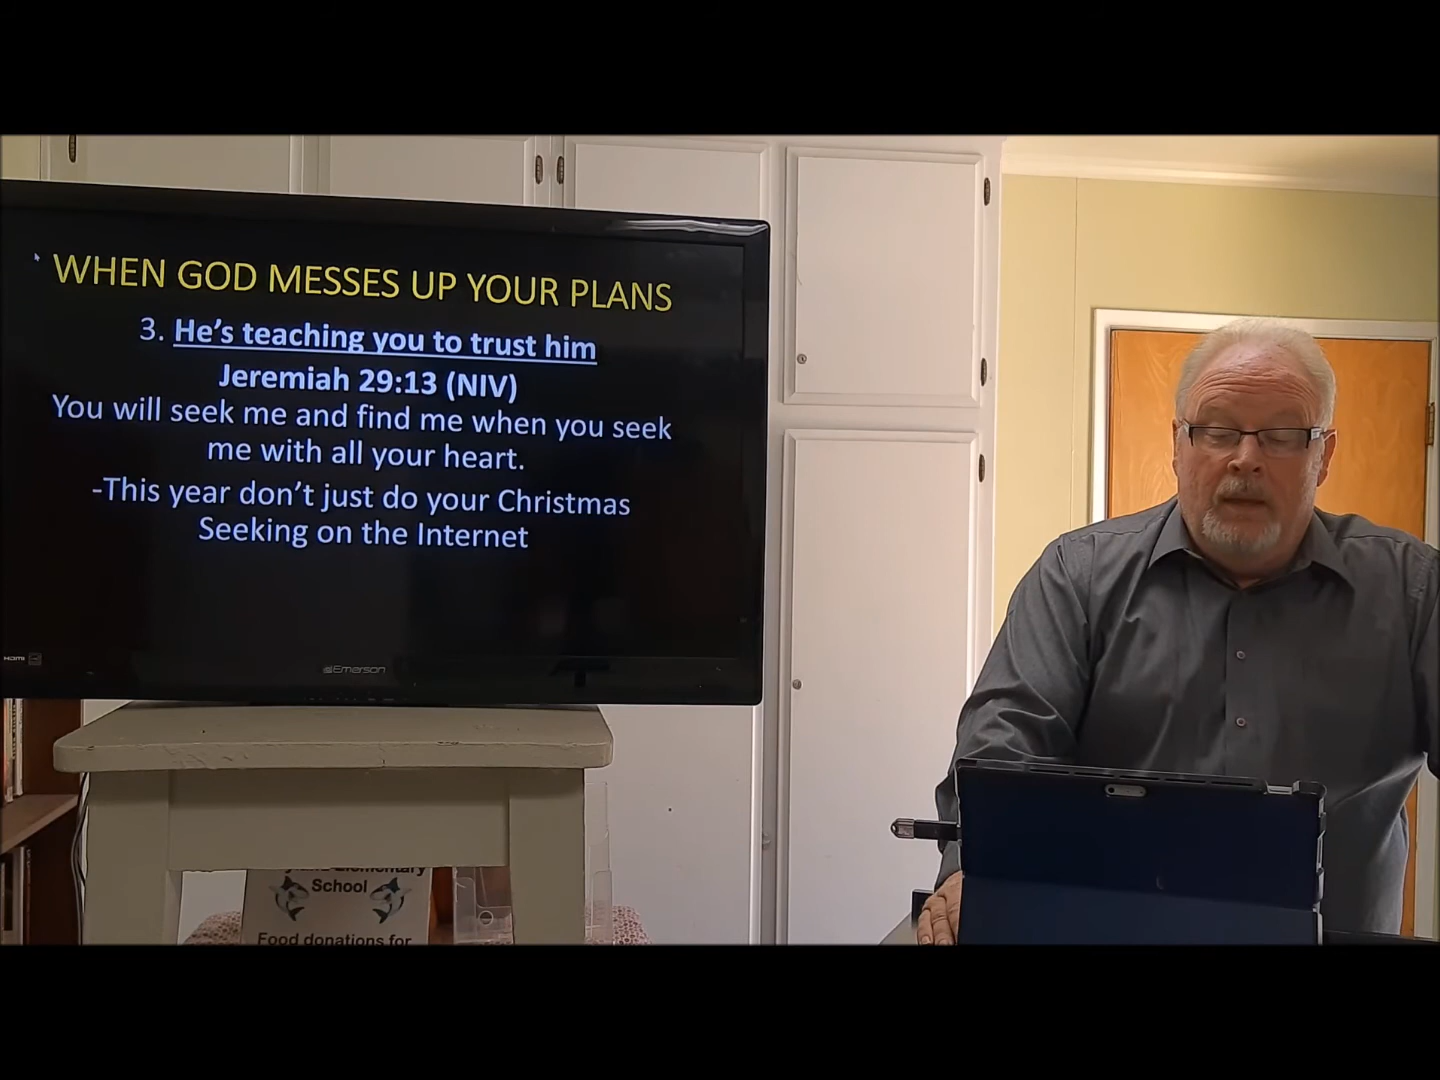 WHEN GOD MESSES UP YOUR PLANS
3. He's teaching you to trust him
Jeremiah 29:13 (NIV)
You will seek me and find me when you seek
me with all your heart.
-This year don't just do your Christmas
Seeking on the Internet
HDMI
Emerson
Elementary
School
Food donations for